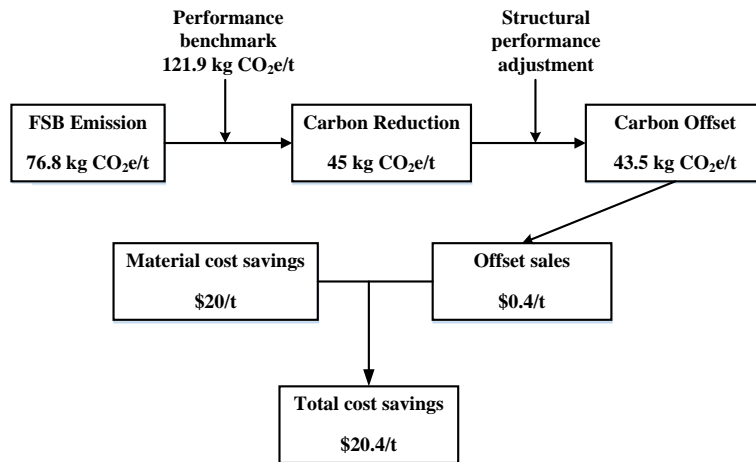 Performance
benchmark
121.9 kg CO₂e/t
Structural
performance
adjustment
FSB Emission
76.8 kg CO₂e/t
Carbon Reduction
45 kg CO₂e/t
Carbon Offset
43.5 kg CO₂e/t
Material cost savings
$20/t
Offset sales
$0.4/t
Total cost savings
$20.4/t